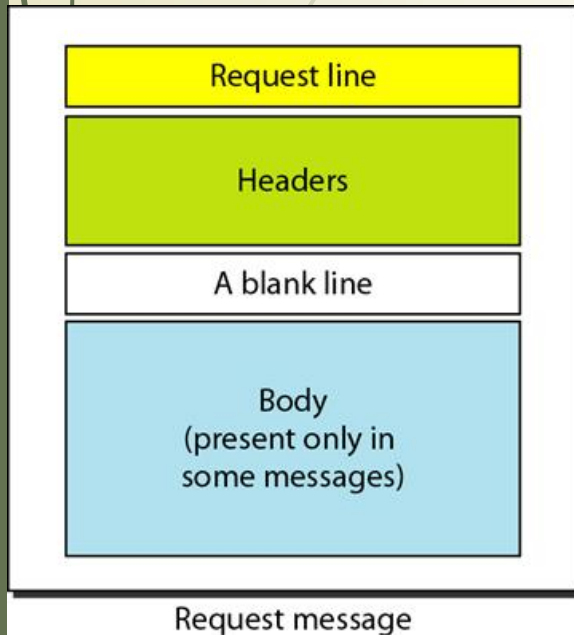 Request line
Headers
A blank line
Body
(present only in
some messages)
Request message